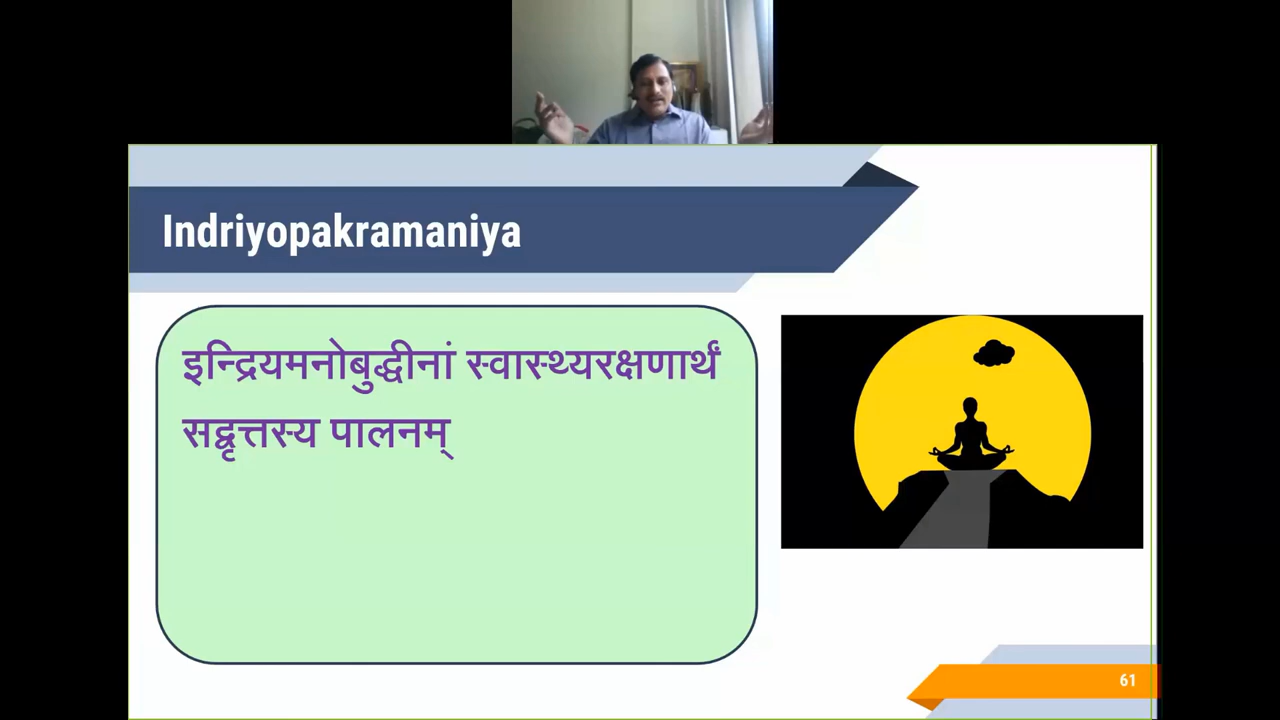 Indriyopakramaniya
इन्द्रियमनोबुद्धीनां स्वास्थ्यरक्षणार्थं
सद्वृत्तस्य पालनम्
61